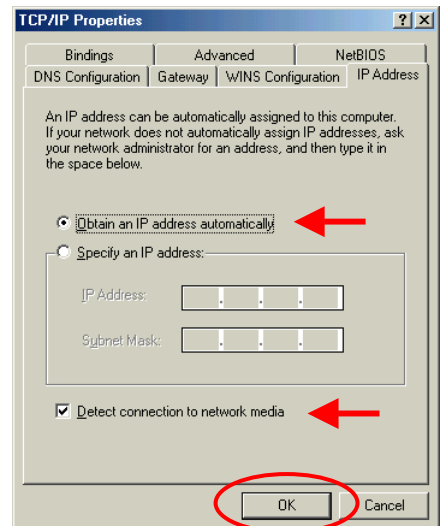 TCP/IP Properties
Bindings Advanced NetBIOS
DNS Configuration Gateway WINS Configuration IP Address
An IP address can be automatically assigned to this computer.
If your network does not automatically assign IP addresses, ask
your network administrator for an address, and then type it in
the space below.
Obtain an IP address automatically
Specify an IP address:
IP Address:
. . .
Subnet Mask:
. . .
Detect connection to network media
OK Cancel